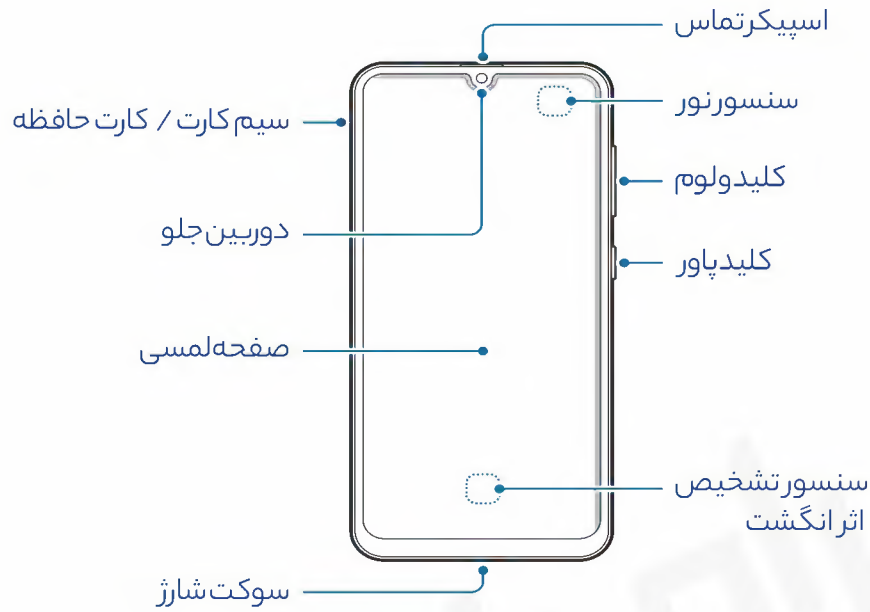 اسپیکر تماس
سنسور نور
سیم کارت / کارت حافظه
کلید ولوم
دوربین جلو
کلید پاور
صفحه لمسی
سنسور تشخیص
اثر انگشت
سوکت شارژ